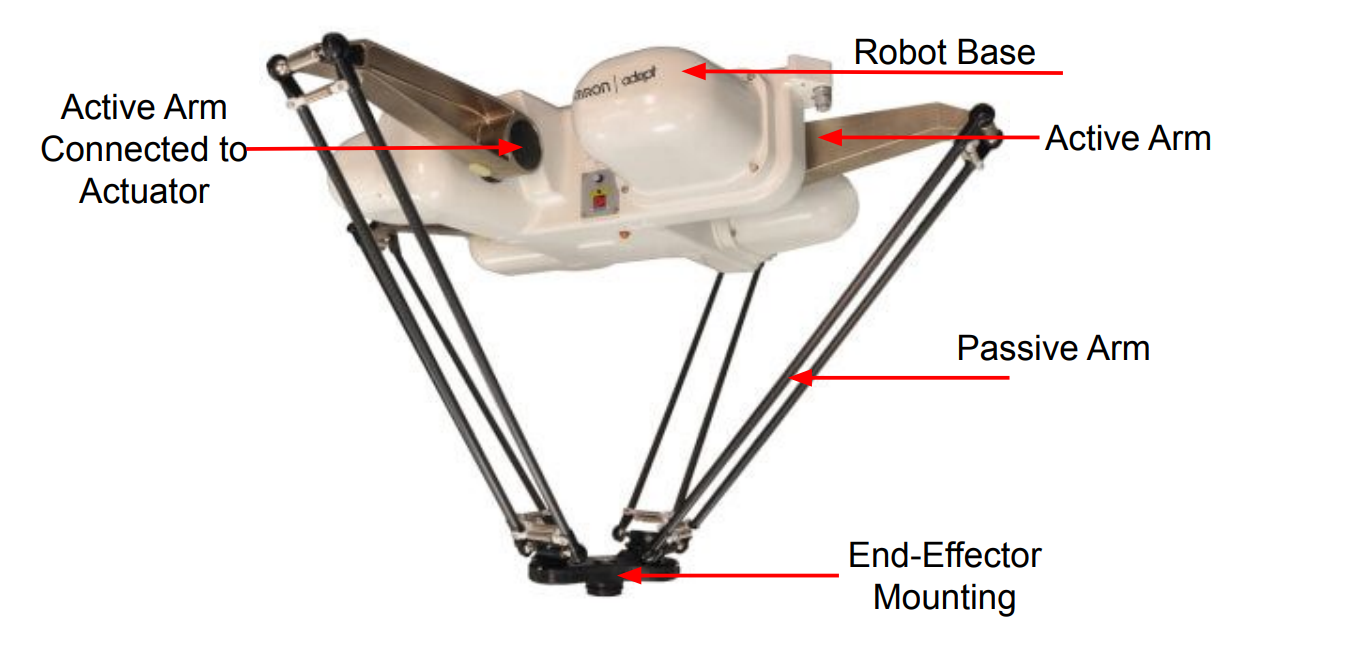 Robot Base
Active Arm
Connected to
Actuator
adept
Active Arm
Passive Arm
End-Effector
Mounting